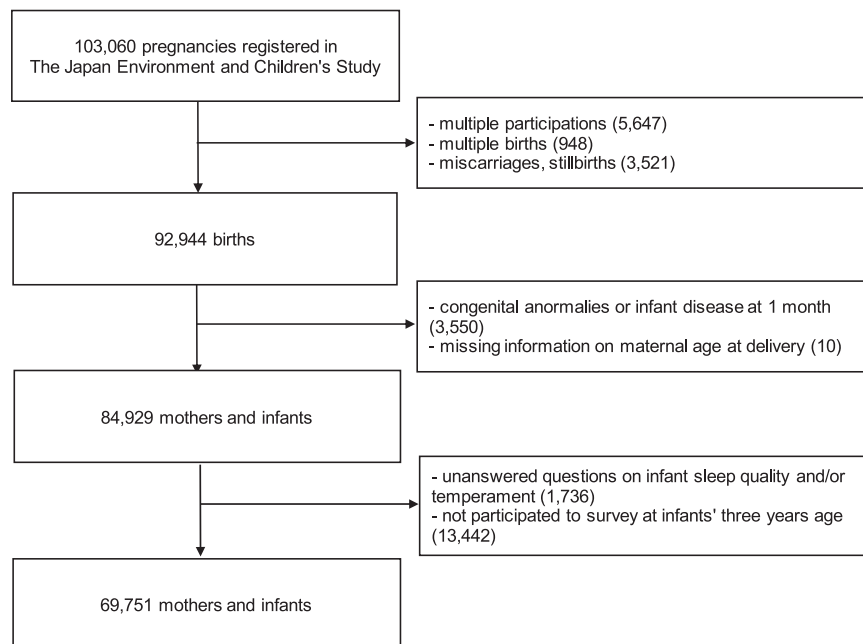 103,060 pregnancies registered in
The Japan Environment and Children's Study
- multiple participations (5,647)
- multiple births (948)
- miscarriages, stillbirths (3,521)
92,944 births
- congenital anomalies or infant disease at 1 month
(3,550)
- missing information on maternal age at delivery (10)
84,929 mothers and infants
- unanswered questions on infant sleep quality and/or
temperament (1,736)
- not participated to survey at infants' three years age
(13,442)
69,751 mothers and infants